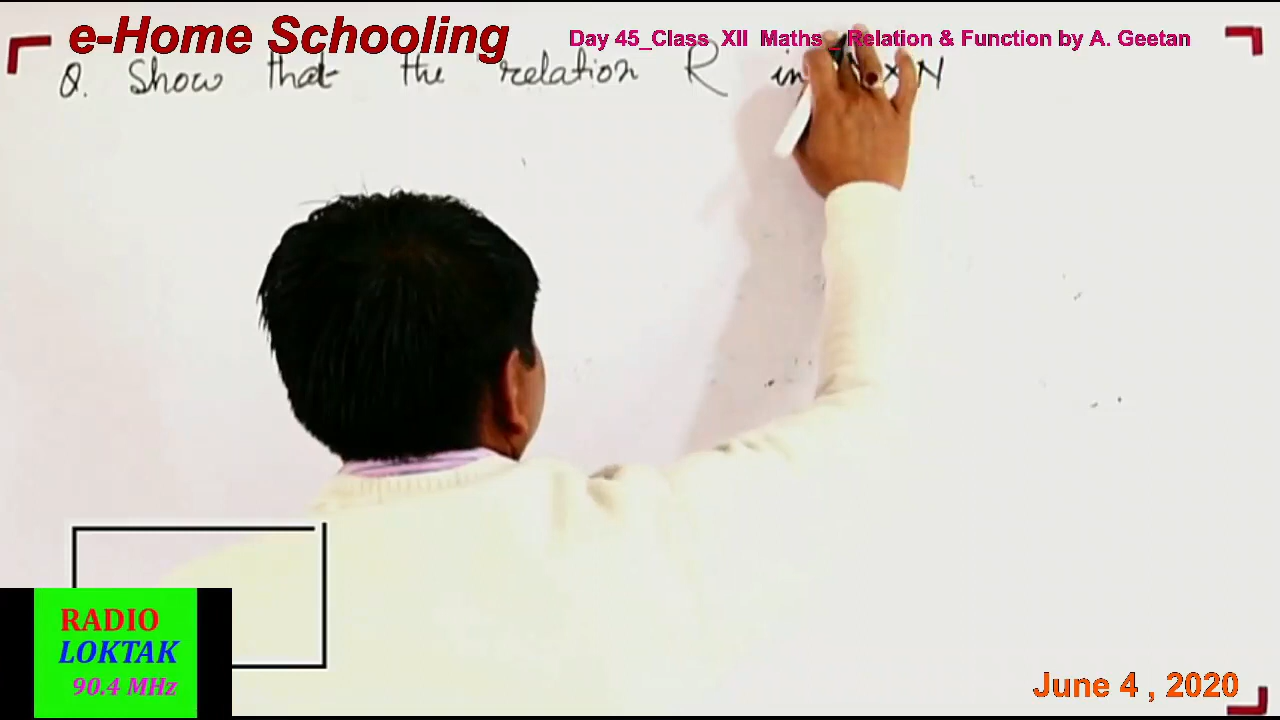 e-Home Schooling
Day 45_Class XII Maths _ Relation & Function by A. Geetan
Q. Show that the relation R in N × N
RADIO
LOKTAK
90.4 MHz
June 4 , 2020